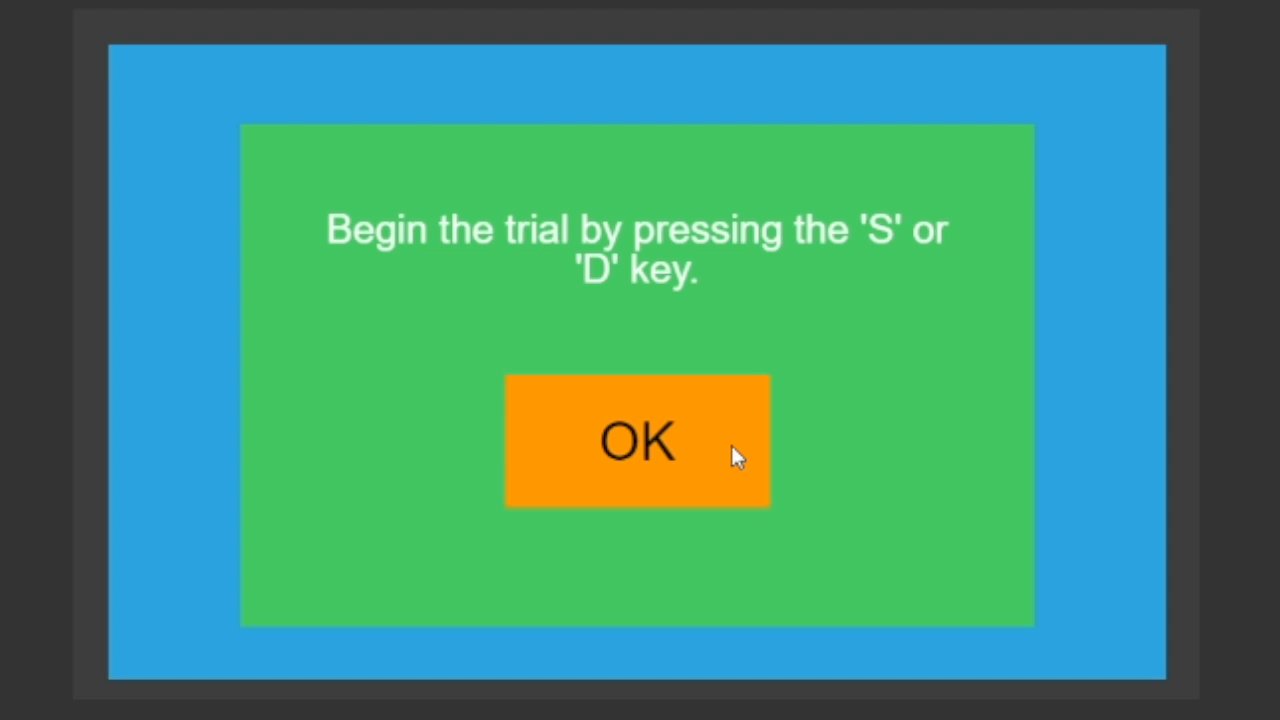 Begin the trial by pressing the 'S' or
'D' key.
OK